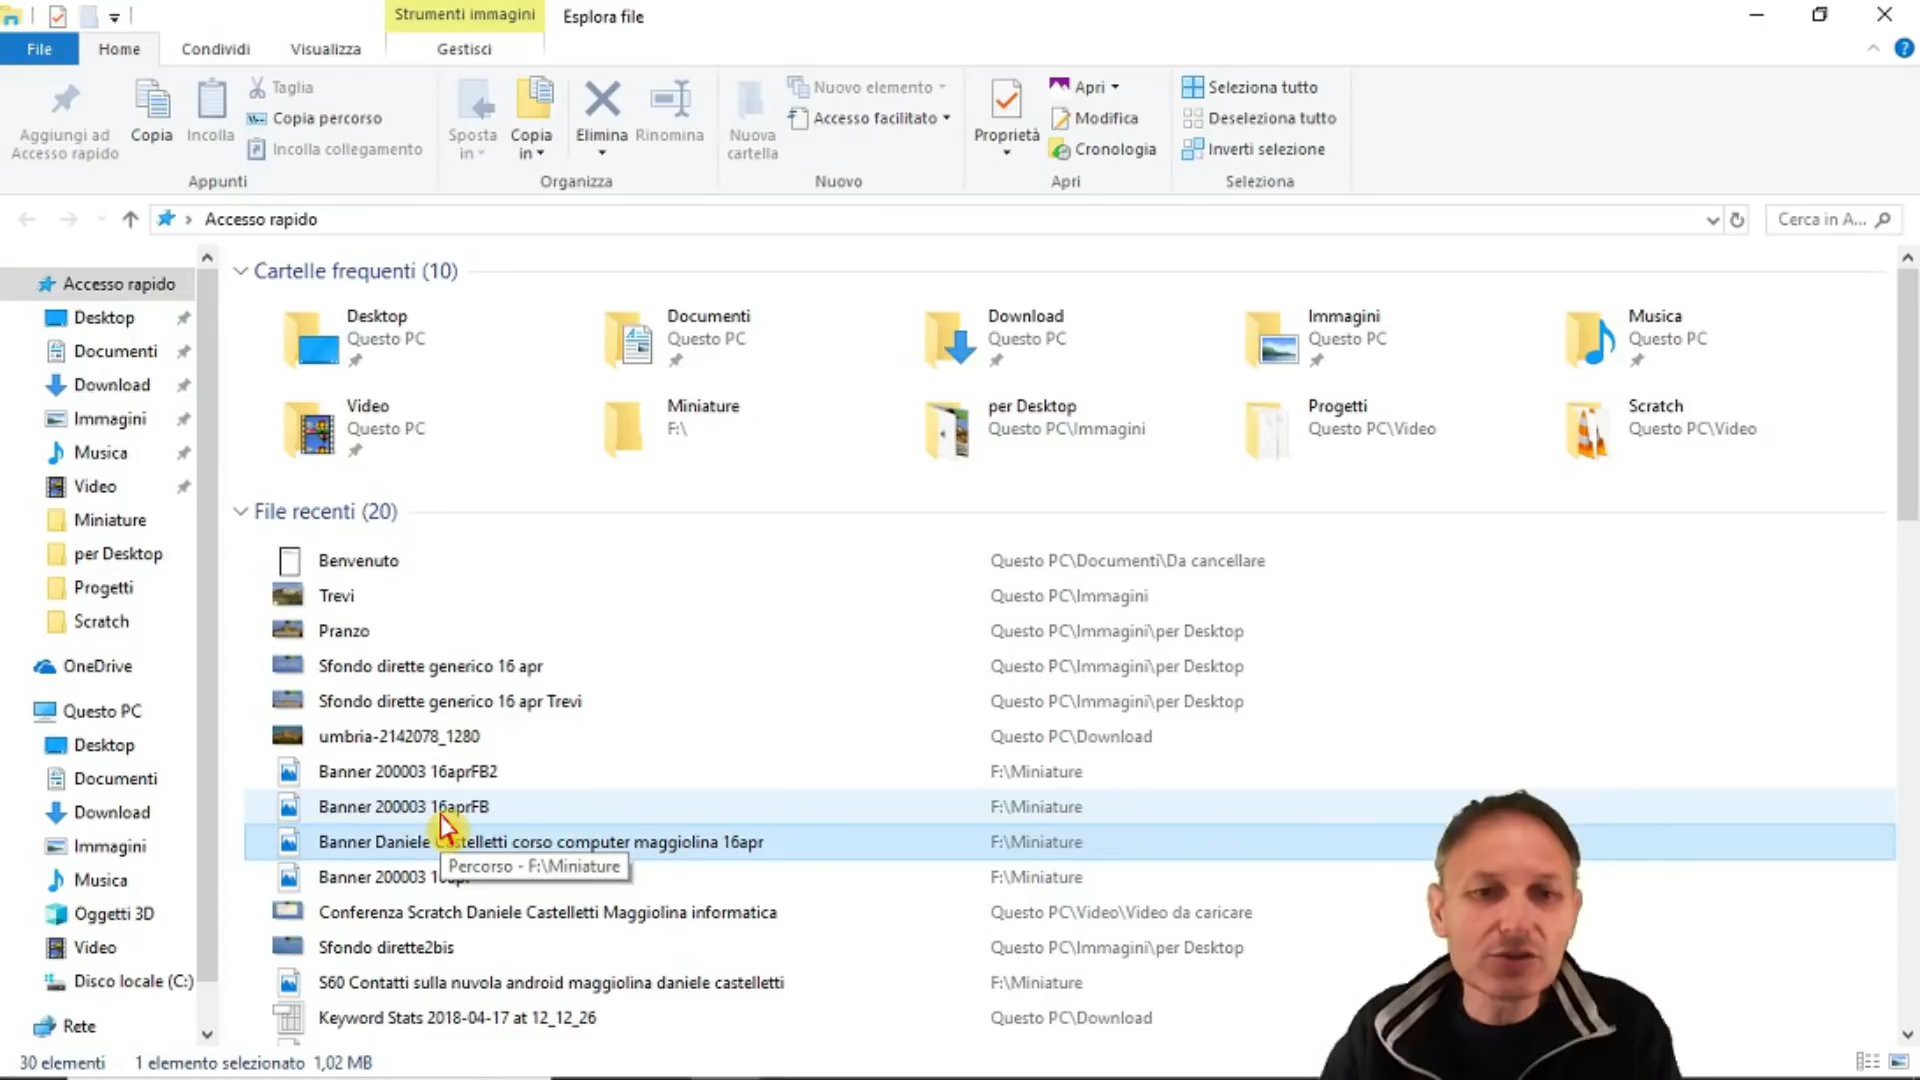 Strumenti immagini
Esplora file
File
Home
Condividi
Visualizza
Gestisci
Aggiungi ad
Accesso rapido
Copia
Incolla
Taglia
Copia percorso
Incolla collegamento
Appunti
Sposta
in
Copia
in
Elimina
Rinomina
Organizza
Nuova
cartella
Nuovo elemento
Accesso facilitato
Nuovo
Proprietà
Apri
Modifica
Cronologia
Apri
Seleziona tutto
Deseleziona tutto
Inverti selezione
Seleziona
Accesso rapido
Cerca in A...
Accesso rapido
Desktop
Documenti
Download
Immagini
Musica
Video
Miniature
per Desktop
Progetti
Scratch
OneDrive
Questo PC
Desktop
Documenti
Download
Immagini
Musica
Oggetti 3D
Video
Disco locale (C:)
Rete
Cartelle frequenti (10)
Desktop
Questo PC
Documenti
Questo PC
Download
Questo PC
Immagini
Questo PC
Musica
Questo PC
Video
Questo PC
Miniature
F:\
per Desktop
Questo PC\Immagini
Progetti
Questo PC\Video
Scratch
Questo PC\Video
File recenti (20)
Benvenuto Questo PC\Documenti\Da cancellare
Trevi Questo PC\Immagini
Pranzo Questo PC\Immagini\per Desktop
Sfondo dirette generico 16 apr Questo PC\Immagini\per Desktop
Sfondo dirette generico 16 apr Trevi Questo PC\Immagini\per Desktop
umbria-2142078_1280 Questo PC\Download
Banner 200003 16aprFB2 F:\Miniature
Banner 200003 16aprFB F:\Miniature
Banner Daniele corso computer maggiolina 16apr F:\Miniature
Percorso - F:\Miniature
Banner 200003 F:\Miniature
Conferenza Scratch Daniele Castelletti Maggiolina informatica Questo PC\Video\Video da caricare
Sfondo dirette2bis Questo PC\Immagini\per Desktop
S60 Contatti sulla nuvola android maggiolina daniele castelletti F:\Miniature
Keyword Stats 2018-04-17 at 12_12_26 Questo PC\Download
30 elementi 1 elemento selezionato 1,02 MB